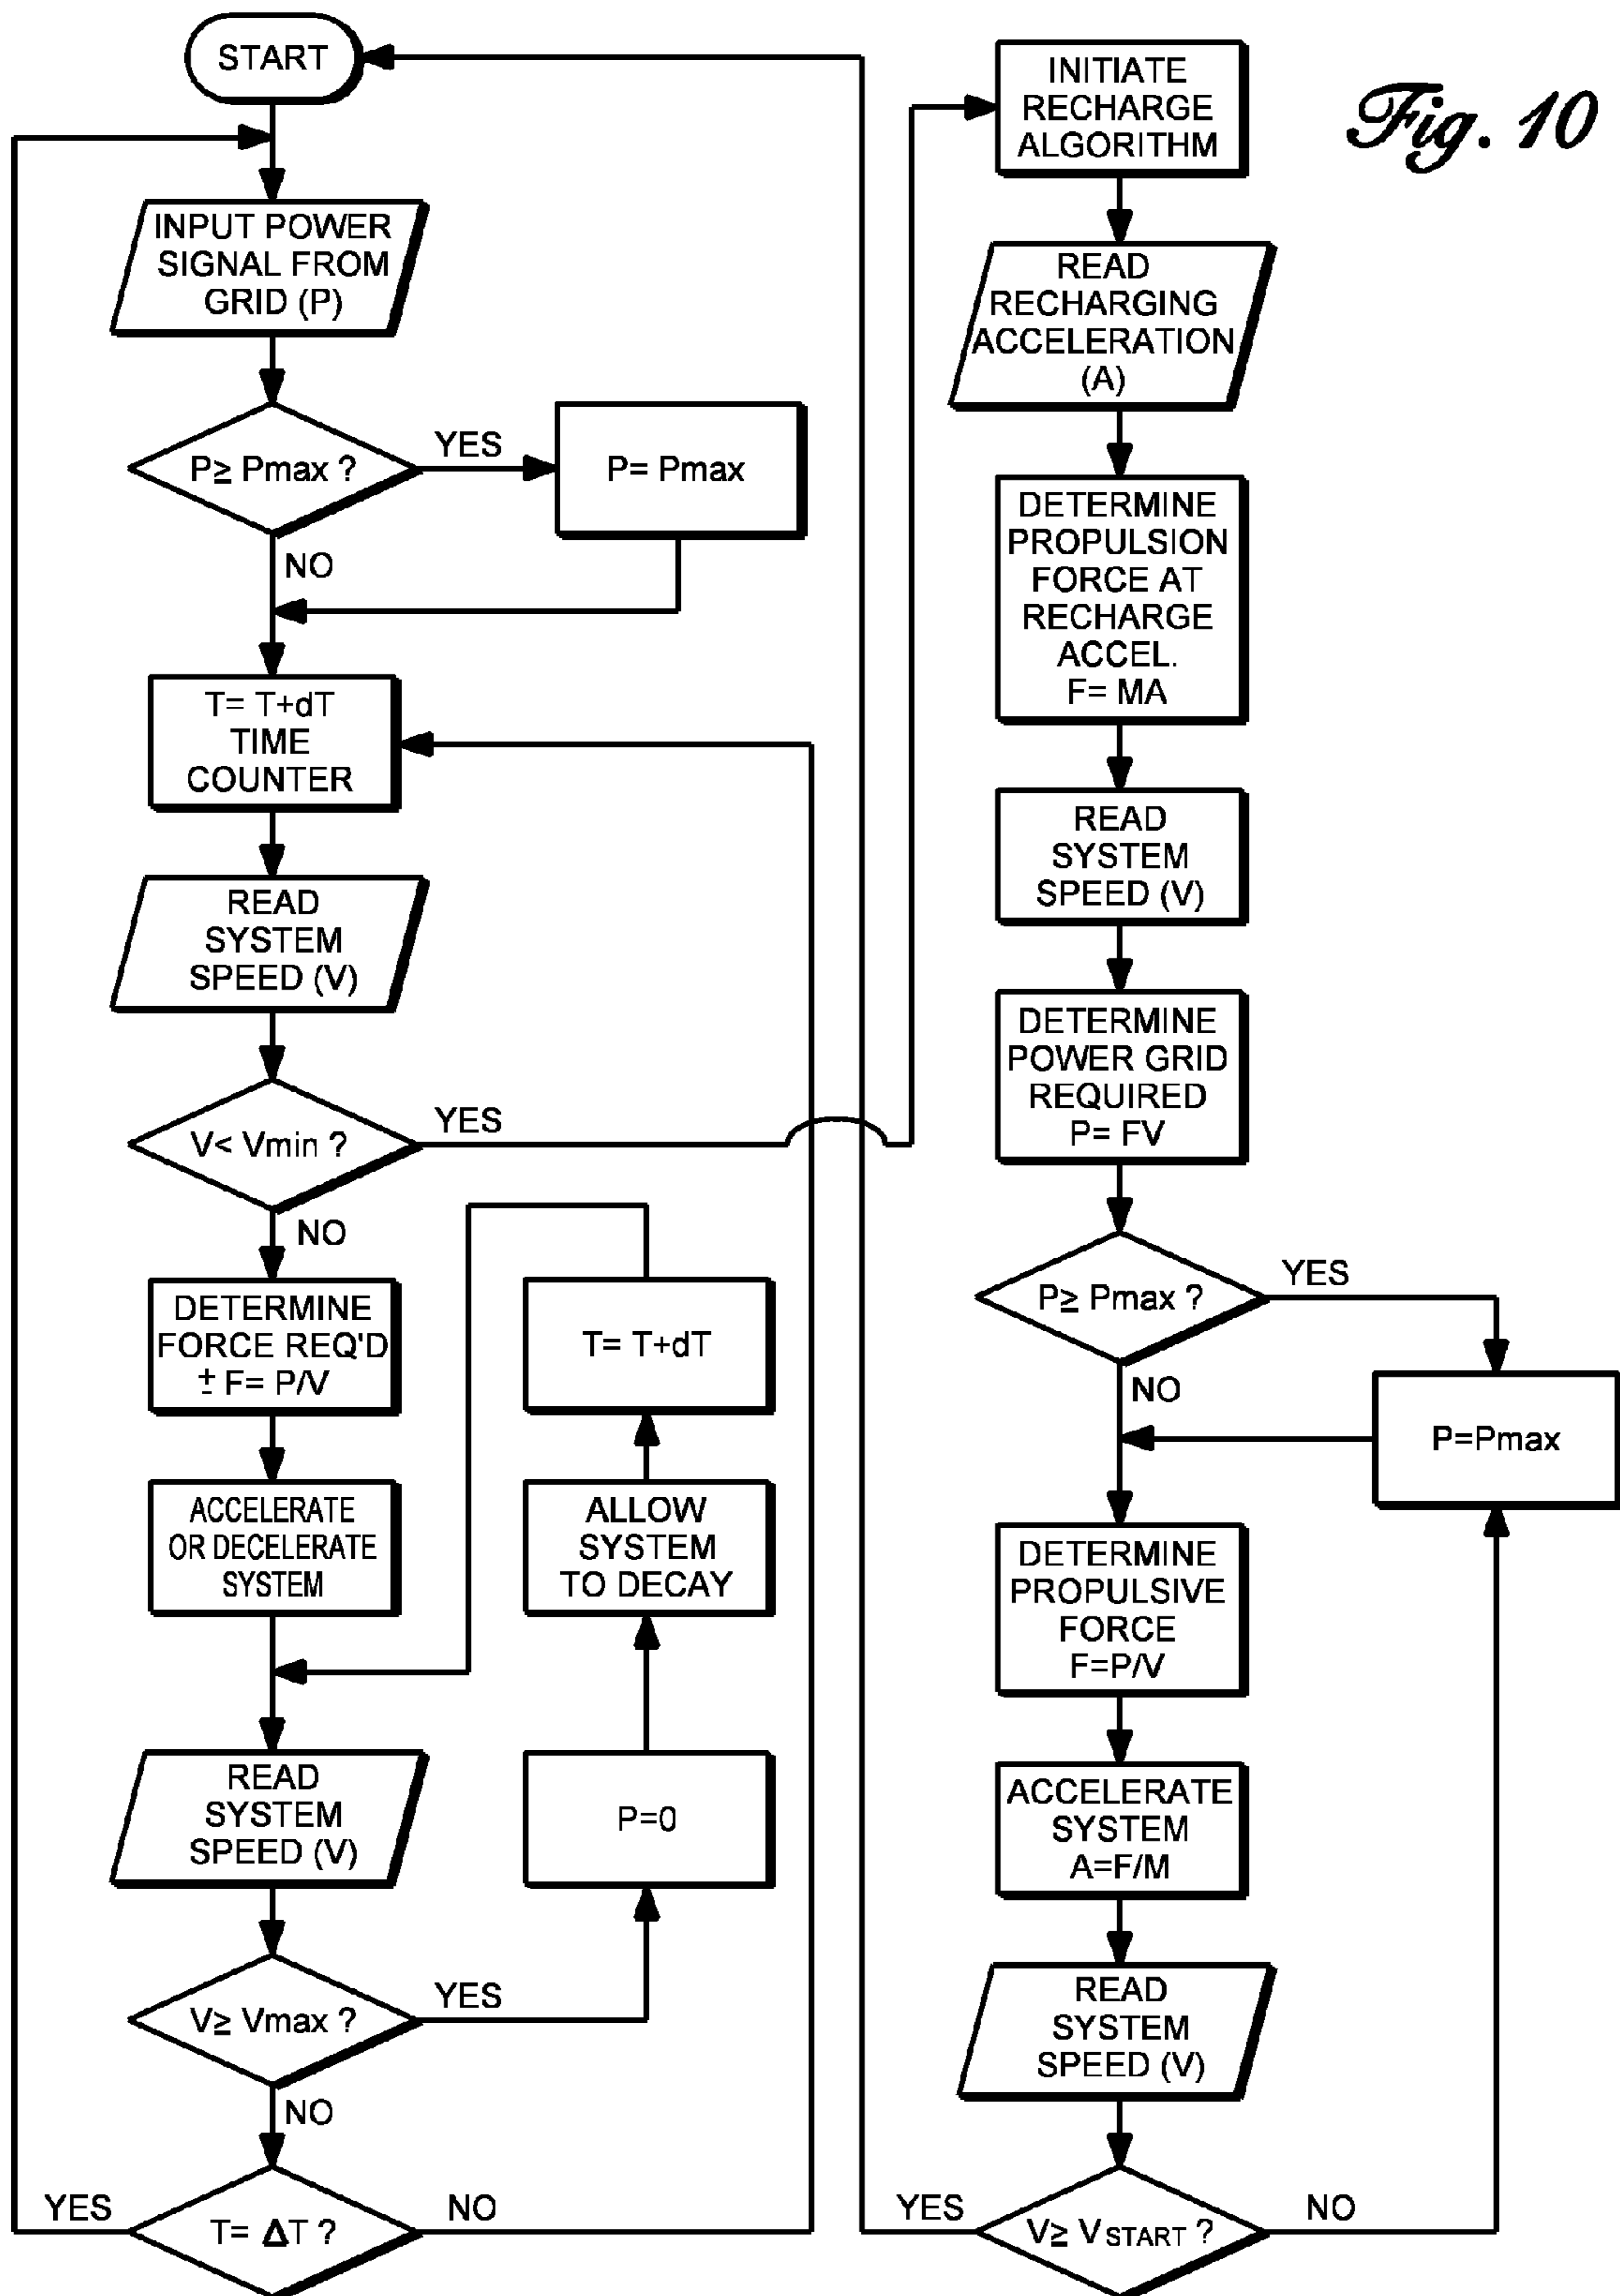 START
INPUT POWER
SIGNAL FROM
GRID (P)
P≥ Pmax ?
YES
P= Pmax
NO
T= T+dT
TIME
COUNTER
READ
SYSTEM
SPEED (V)
V< Vmin ?
YES
NO
DETERMINE
FORCE REQ'D
± F= P/V
ACCELERATE
OR DECELERATE
SYSTEM
T= T+dT
ALLOW
SYSTEM
TO DECAY
P=0
READ
SYSTEM
SPEED (V)
V≥ Vmax ?
YES
NO
YES
T= ΔT ?
NO
INITIATE
RECHARGE
ALGORITHM
Fig. 10
READ
RECHARGING
ACCELERATION
(A)
DETERMINE
PROPULSION
FORCE AT
RECHARGE
ACCEL.
F= MA
READ
SYSTEM
SPEED (V)
DETERMINE
POWER GRID
REQUIRED
P= FV
P≥ Pmax ?
YES
NO
P=Pmax
DETERMINE
PROPULSIVE
FORCE
F=P/V
ACCELERATE
SYSTEM
A=F/M
READ
SYSTEM
SPEED (V)
YES
V≥ VSTART ?
NO